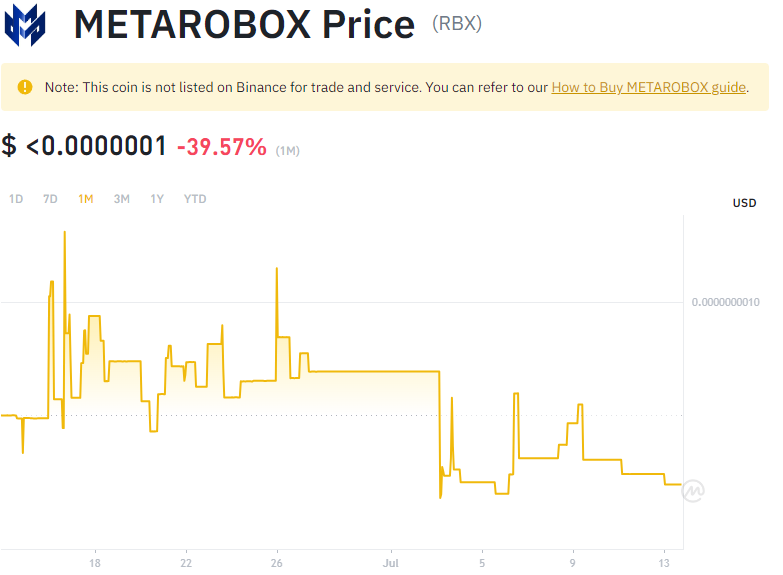 METAROBOX Price (RBX)
Note: This coin is not listed on Binance for trade and service. You can refer to our How to Buy METAROBOX guide.
$ <0.0000001 -39.57% (1M)
1D 7D 1M 3M 1Y YTD
USD
0.0000000010
18 22 26 Jul 5 9 13